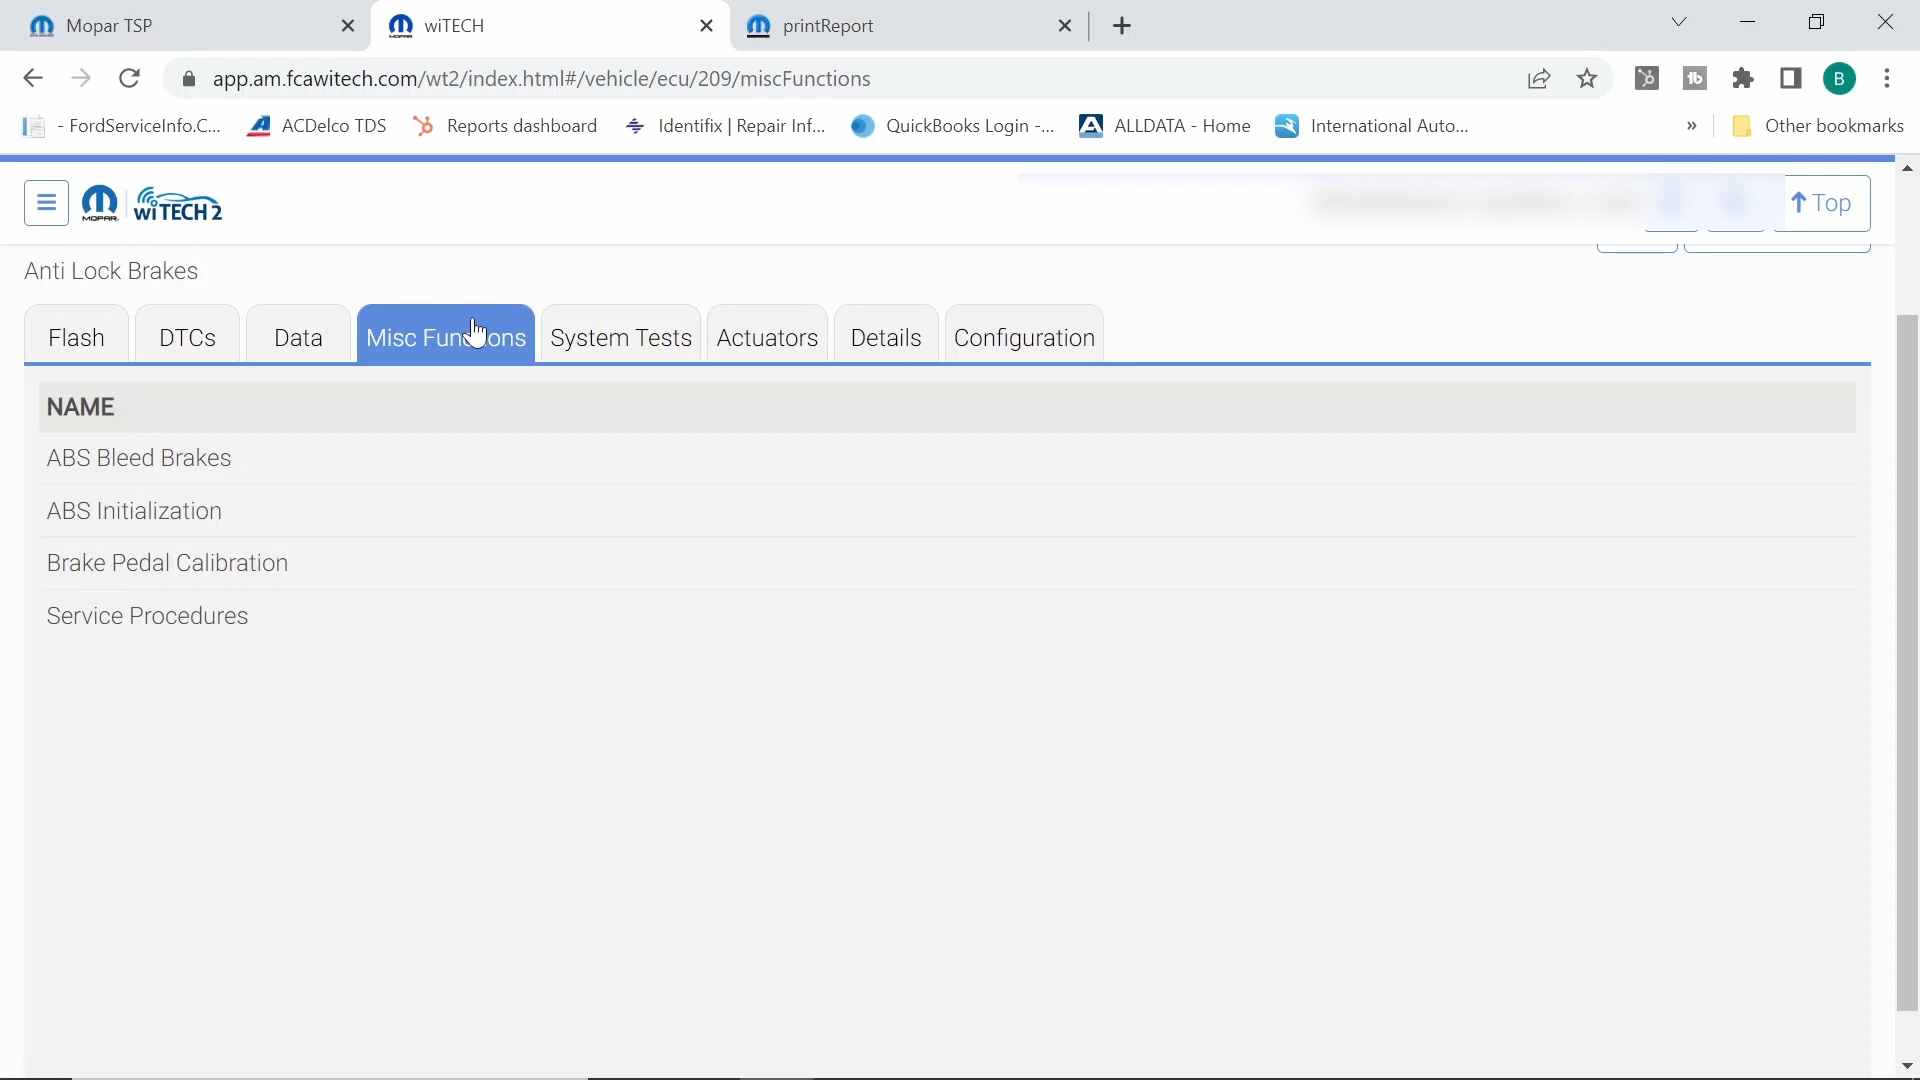 Mopar TSP
wiTECH
printReport
app.am.fcawitech.com/wt2/index.html#/vehicle/ecu/209/miscFunctions
B
- FordServiceInfo.C...
ACDelco TDS
Reports dashboard
Identifix | Repair Inf...
QuickBooks Login -...
ALLDATA - Home
International Auto...
»
Other bookmarks
MOPAR
wiTECH 2
Top
Anti Lock Brakes
Flash
DTCs
Data
Misc Functions
System Tests
Actuators
Details
Configuration
NAME
ABS Bleed Brakes
ABS Initialization
Brake Pedal Calibration
Service Procedures